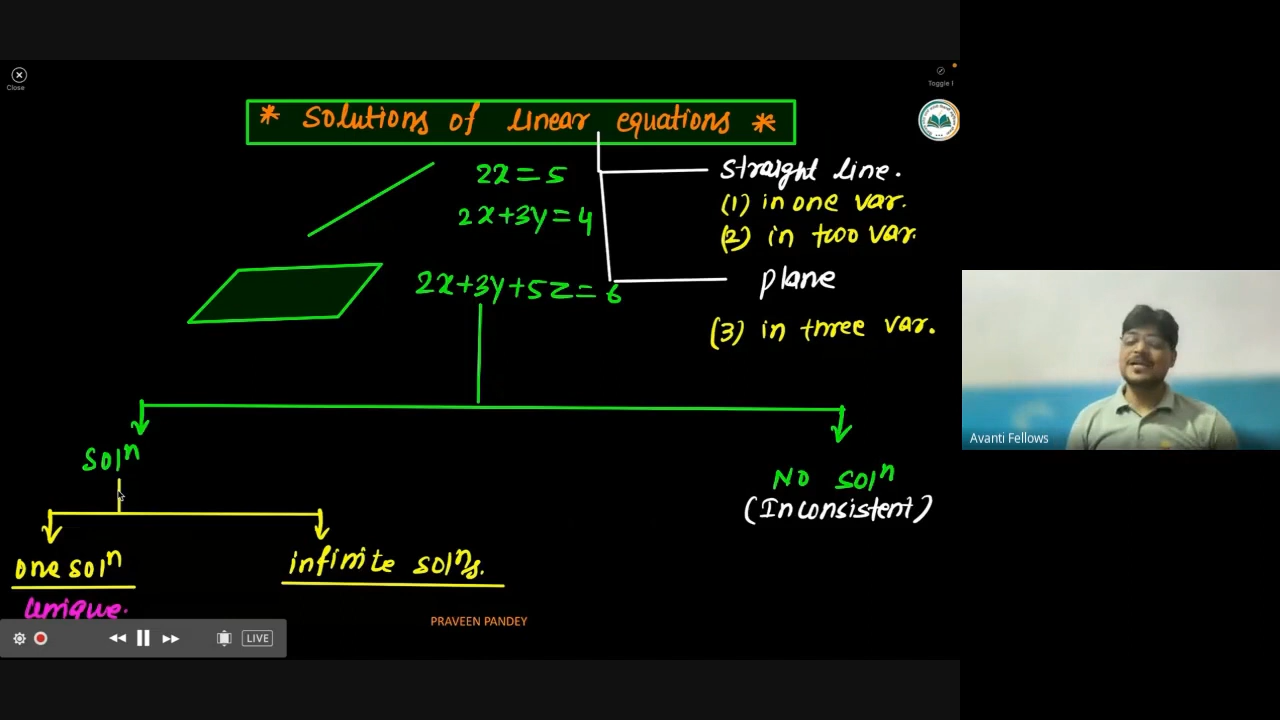 Close
Toggle l
* Solutions of linear equations *
2x = 5
2x+3y=4
2x+3y+5z=6
straight line.
(1) in one var.
(2) in two var.
plane
(3) in three var.
Solⁿ
No solⁿ
(Inconsistent)
one solⁿ
unique.
infinite solⁿs.
PRAVEEN PANDEY
LIVE
Avanti Fellows